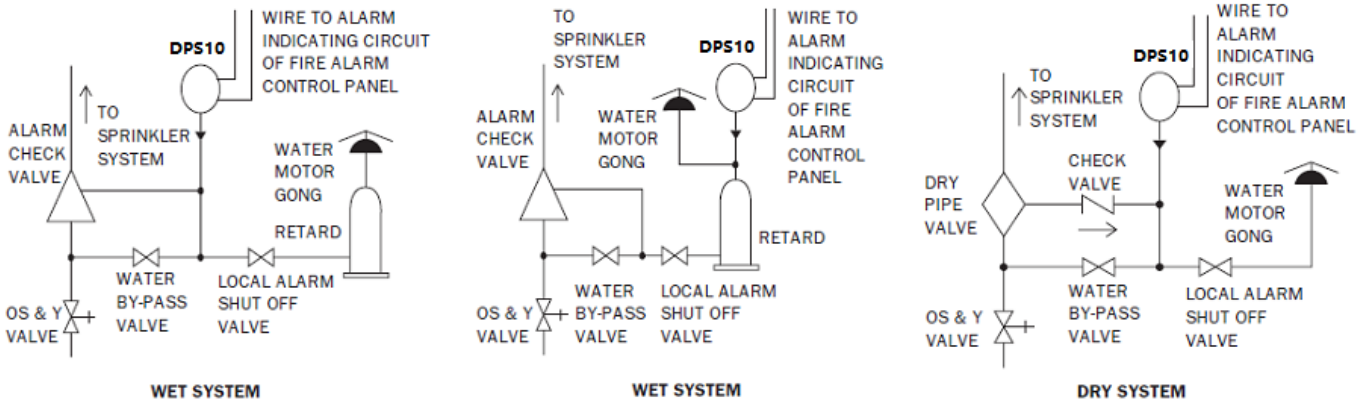 WIRE TO ALARM
INDICATING CIRCUIT
OF FIRE ALARM
CONTROL PANEL
DPS10
TO
SPRINKLER
SYSTEM
ALARM
CHECK
VALVE
WATER
MOTOR
GONG
RETARD
WATER
BY-PASS
VALVE
LOCAL ALARM
SHUT OFF
VALVE
OS & Y
VALVE
WET SYSTEM
TO
SPRINKLER
SYSTEM
DPS10
WIRE TO
ALARM
INDICATING
CIRCUIT
OF FIRE
ALARM
CONTROL
PANEL
ALARM
CHECK
VALVE
WATER
MOTOR
GONG
RETARD
WATER
BY-PASS
VALVE
LOCAL ALARM
SHUT OFF
VALVE
OS & Y
VALVE
WET SYSTEM
WIRE TO
ALARM
INDICATING
CIRCUIT
OF FIRE ALARM
CONTROL PANEL
DPS10
TO
SPRINKLER
SYSTEM
CHECK
VALVE
DRY
PIPE
VALVE
WATER
MOTOR
GONG
WATER
BY-PASS
VALVE
LOCAL ALARM
SHUT OFF
VALVE
OS & Y
VALVE
DRY SYSTEM